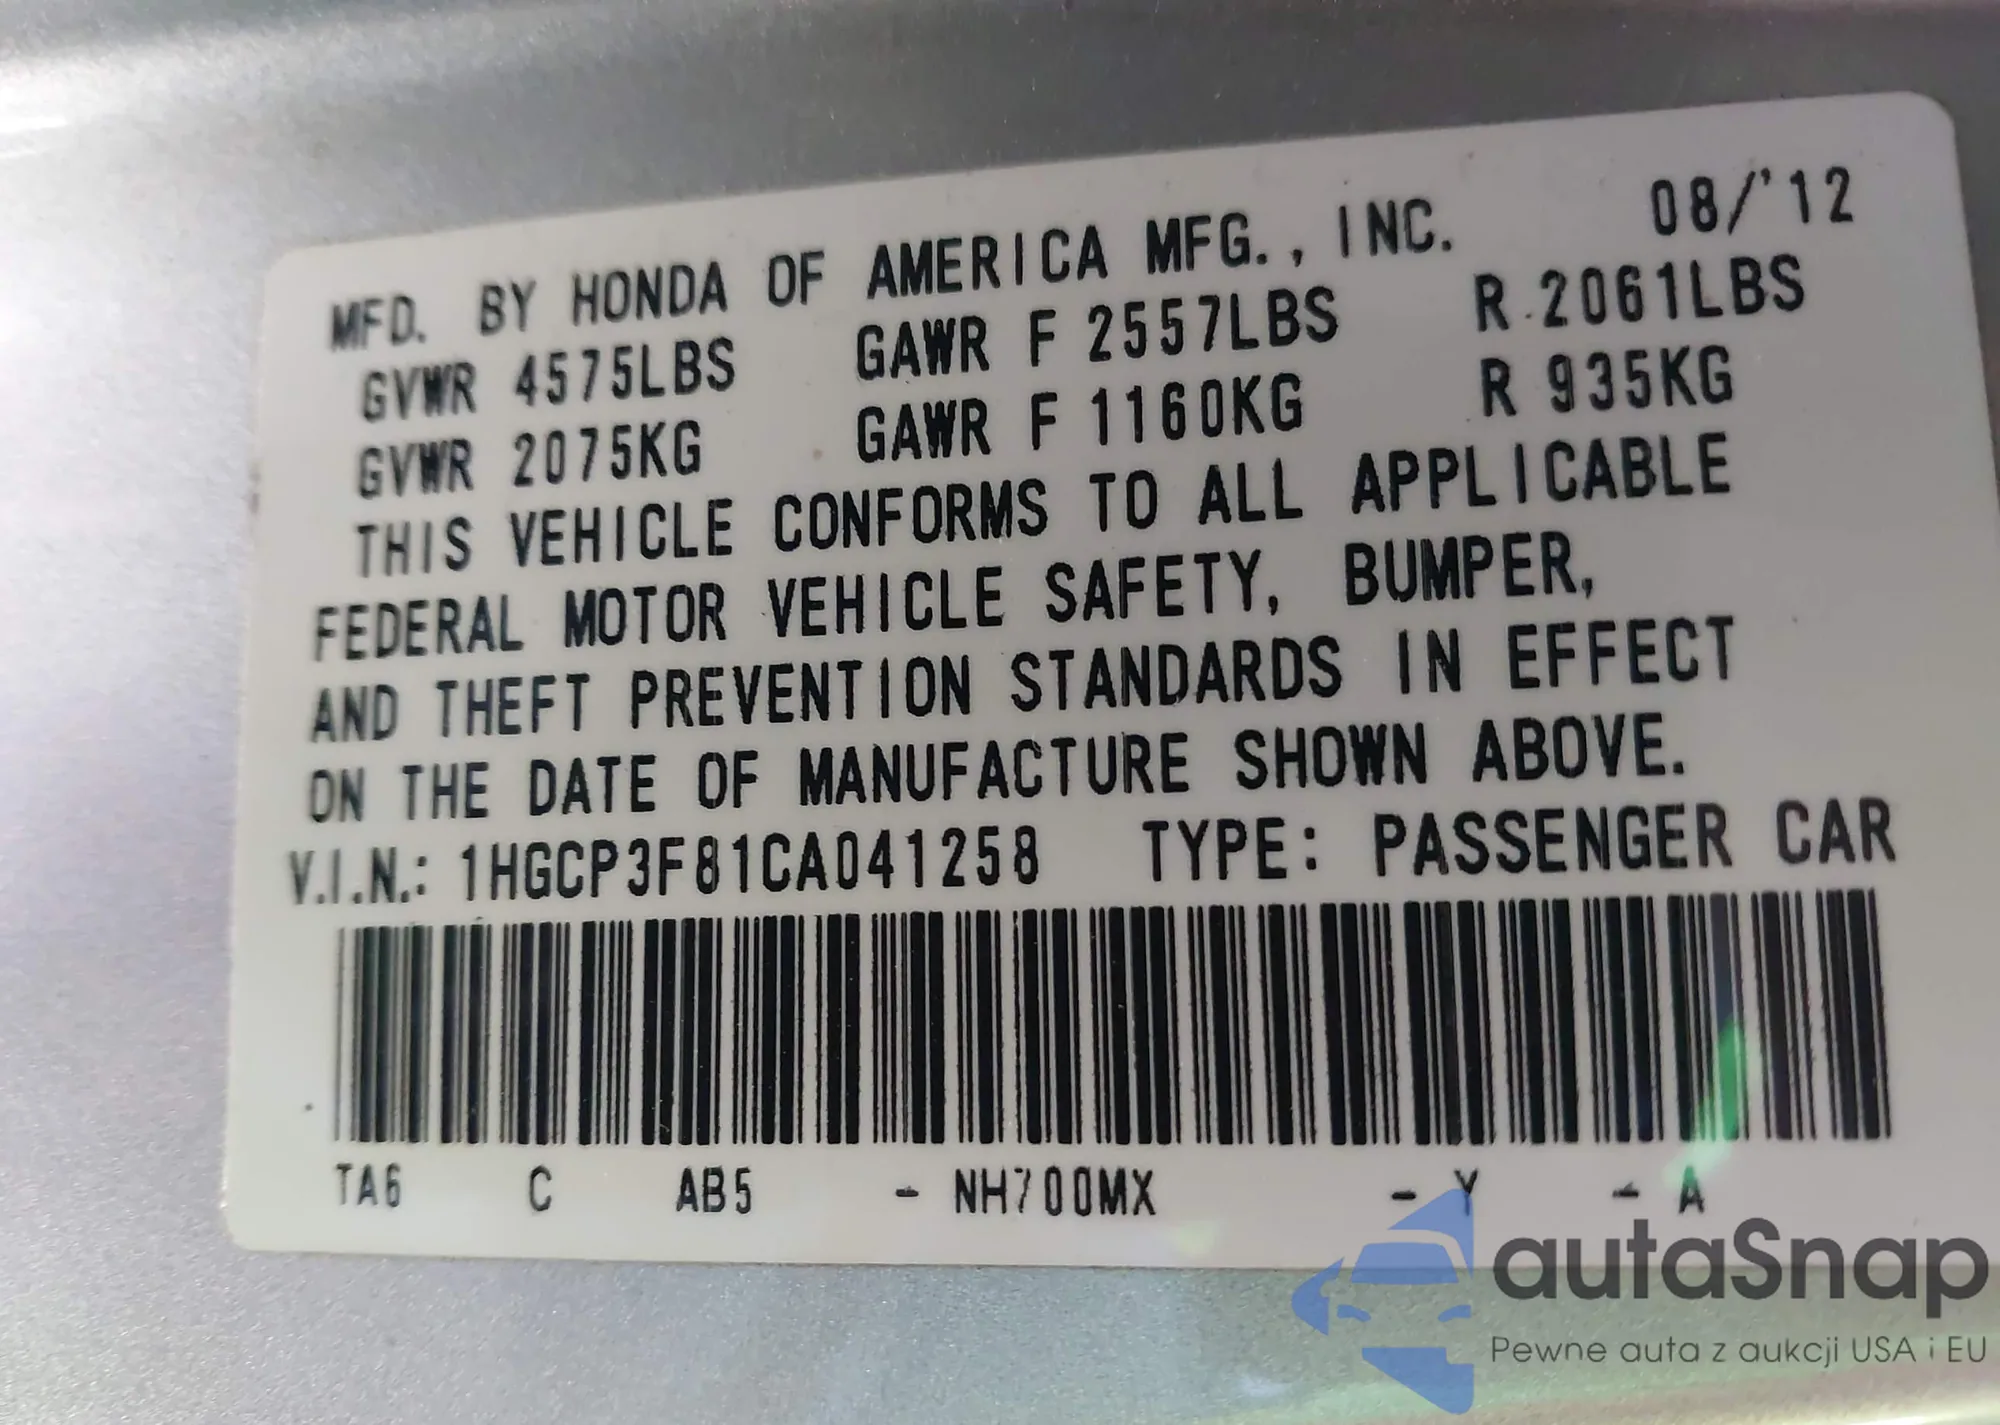 MFD. BY HONDA OF AMERICA MFG., INC. 08/'12
GVWR 4575LBS GAWR F 2557LBS R 2061LBS
GVWR 2075KG GAWR F 1160KG R 935KG
THIS VEHICLE CONFORMS TO ALL APPLICABLE
FEDERAL MOTOR VEHICLE SAFETY, BUMPER,
AND THEFT PREVENTION STANDARDS IN EFFECT
ON THE DATE OF MANUFACTURE SHOWN ABOVE.
V.I.N.: 1HGCP3F81CA041258 TYPE: PASSENGER CAR
TA6 C AB5 - NH700MX - Y - A
autaSnap
Pewne auta z aukcji USA i EU